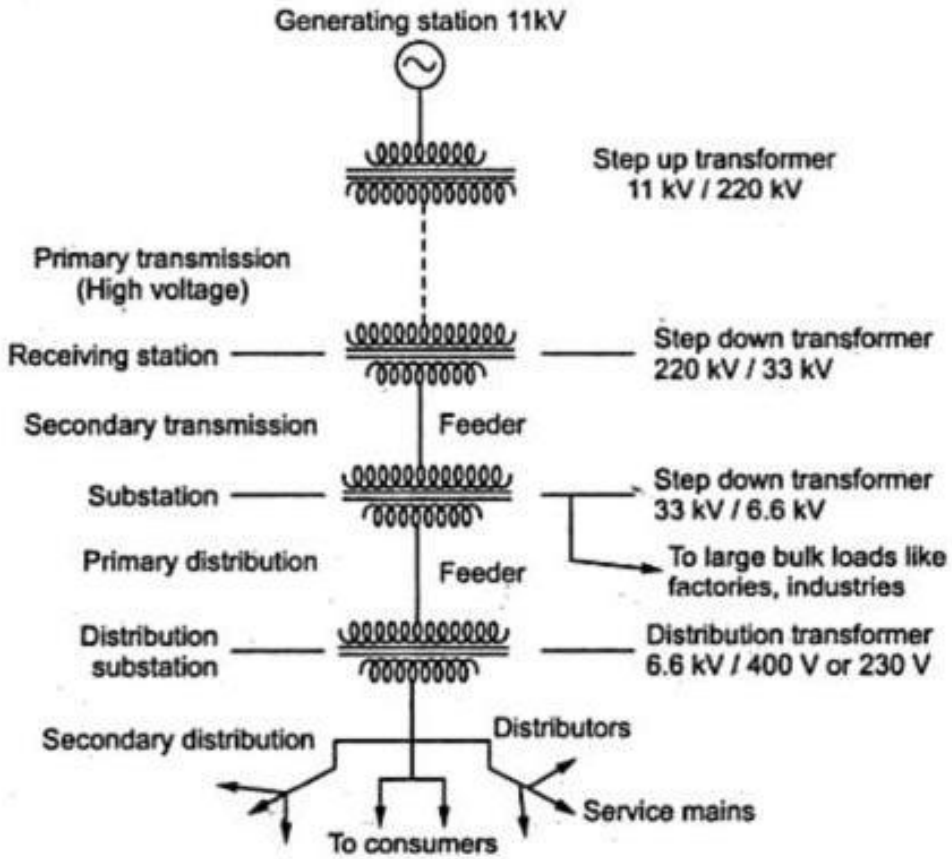 Generating station 11kV
Step up transformer
11 kV / 220 kV
Primary transmission
(High voltage)
Receiving station
Step down transformer
220 kV / 33 kV
Secondary transmission
Feeder
Substation
Step down transformer
33 kV / 6.6 kV
Primary distribution
Feeder
To large bulk loads like
factories, industries
Distribution
substation
Distribution transformer
6.6 kV / 400 V or 230 V
Secondary distribution
Distributors
Service mains
To consumers